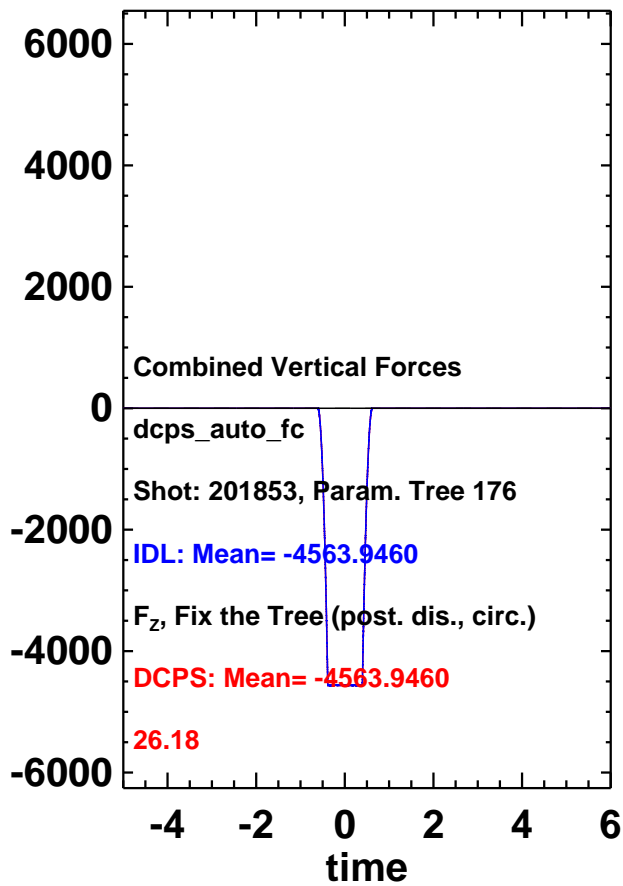 6000
4000
2000
Combined Vertical Forces
0
dcps_auto_fc
Shot: 201853, Param. Tree 176
-2000
IDL: Mean= -4563.9460
F_Z, Fix the Tree (post. dis., circ.)
-4000
DCPS: Mean= -4563.9460
26.18
-6000
-4 -2 0 2 4 6
time